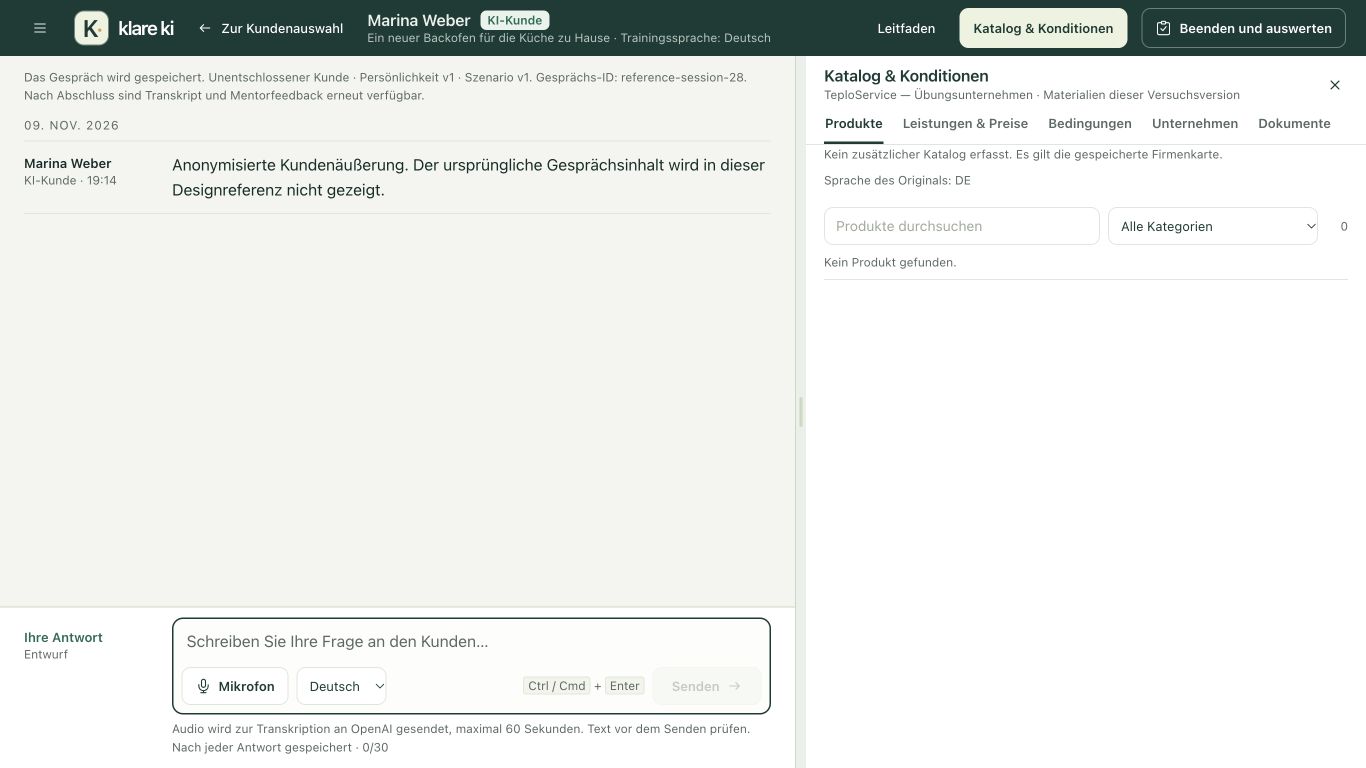 K.
klare ki
Zur Kundenauswahl
Marina Weber
KI-Kunde
Ein neuer Backofen für die Küche zu Hause · Trainingssprache: Deutsch
Leitfaden
Katalog & Konditionen
Beenden und auswerten
Das Gespräch wird gespeichert. Unentschlossener Kunde · Persönlichkeit v1 · Szenario v1. Gesprächs-ID: reference-session-28.
Nach Abschluss sind Transkript und Mentorfeedback erneut verfügbar.
09. NOV. 2026
Marina Weber
KI-Kunde · 19:14
Anonymisierte Kundenäußerung. Der ursprüngliche Gesprächsinhalt wird in dieser
Designreferenz nicht gezeigt.
Ihre Antwort
Entwurf
Schreiben Sie Ihre Frage an den Kunden...
Mikrofon
Deutsch
Ctrl / Cmd + Enter
Senden
Audio wird zur Transkription an OpenAI gesendet, maximal 60 Sekunden. Text vor dem Senden prüfen.
Nach jeder Antwort gespeichert · 0/30
Katalog & Konditionen
TeploService — Übungsunternehmen · Materialien dieser Versuchsversion
Produkte
Leistungen & Preise
Bedingungen
Unternehmen
Dokumente
Kein zusätzlicher Katalog erfasst. Es gilt die gespeicherte Firmenkarte.
Sprache des Originals: DE
Produkte durchsuchen
Alle Kategorien
0
Kein Produkt gefunden.